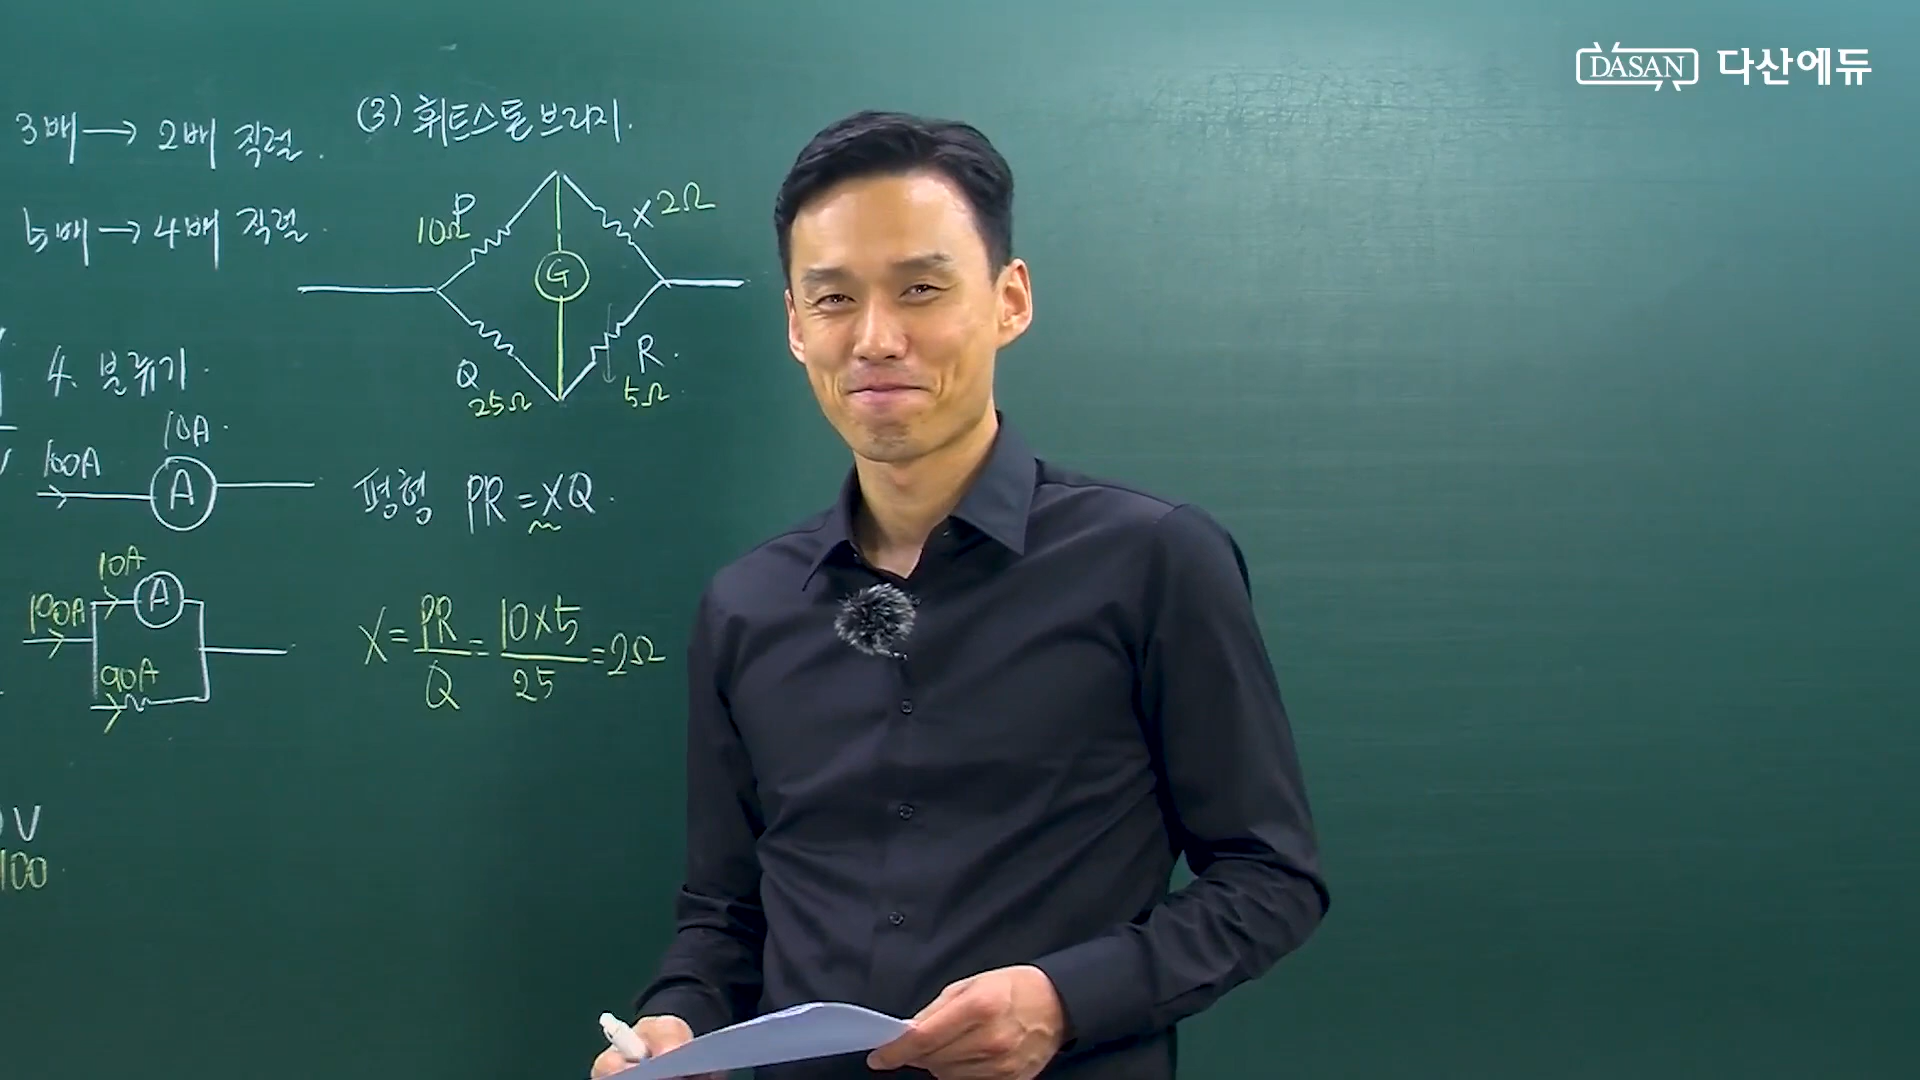 DASAN 다산에듀
3배 → 2배 직렬.
5배 → 4배 직렬.
4. 분류기.
10A.
100A
A
10A
A
100A
90A
V
100
(3) 휘트스톤 브리지.
P
10Ω
X 2Ω
G
Q
25Ω
R.
5Ω
평형 PR = XQ.
X = PR/Q = 10×5/25 = 2Ω